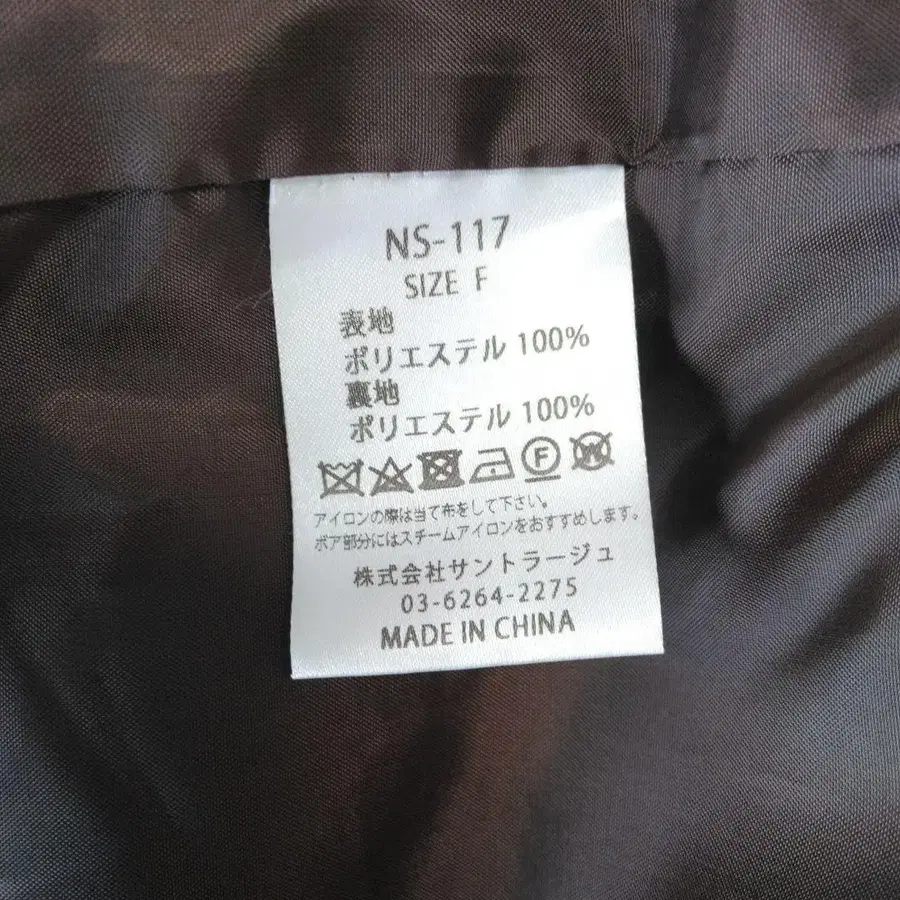 NS-117
SIZE F
表地
ポリエステル 100%
裏地
ポリエステル 100%
F W
アイロンの際は当て布をして下さい。
ボア部分にはスチームアイロンをおすすめします。
株式会社サントラージュ
03-6264-2275
MADE IN CHINA